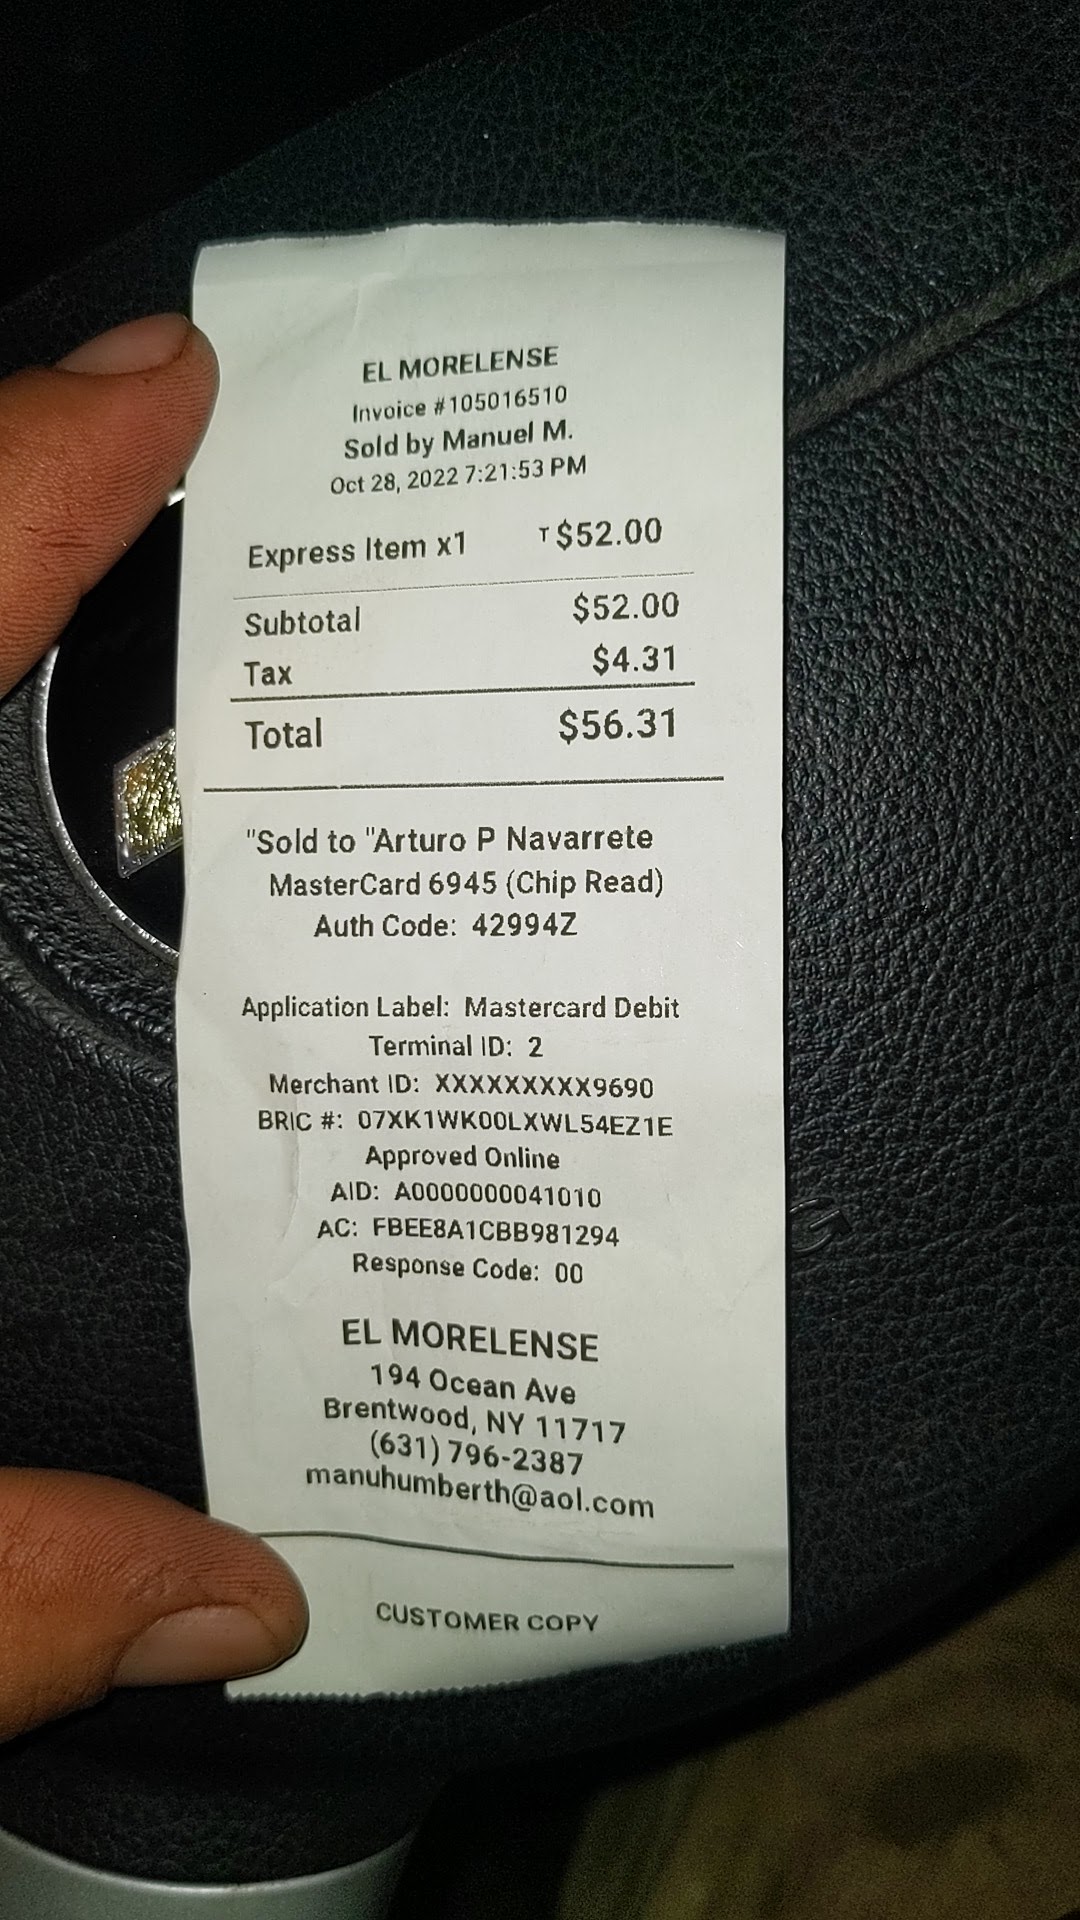 EL MORELENSE
Invoice #105016510
Sold by Manuel M.
Oct 28, 2022 7:21:53 PM
Express Item x1 T $52.00
Subtotal $52.00
Tax $4.31
Total $56.31
"Sold to "Arturo P Navarrete
MasterCard 6945 (Chip Read)
Auth Code: 42994Z
Application Label: Mastercard Debit
Terminal ID: 2
Merchant ID: XXXXXXXXX9690
BRIC #: 07XK1WK00LXWL54EZ1E
Approved Online
AID: A0000000041010
AC: FBEE8A1CBB981294
Response Code: 00
EL MORELENSE
194 Ocean Ave
Brentwood, NY 11717
(631) 796-2387
manuhumberth@aol.com
CUSTOMER COPY